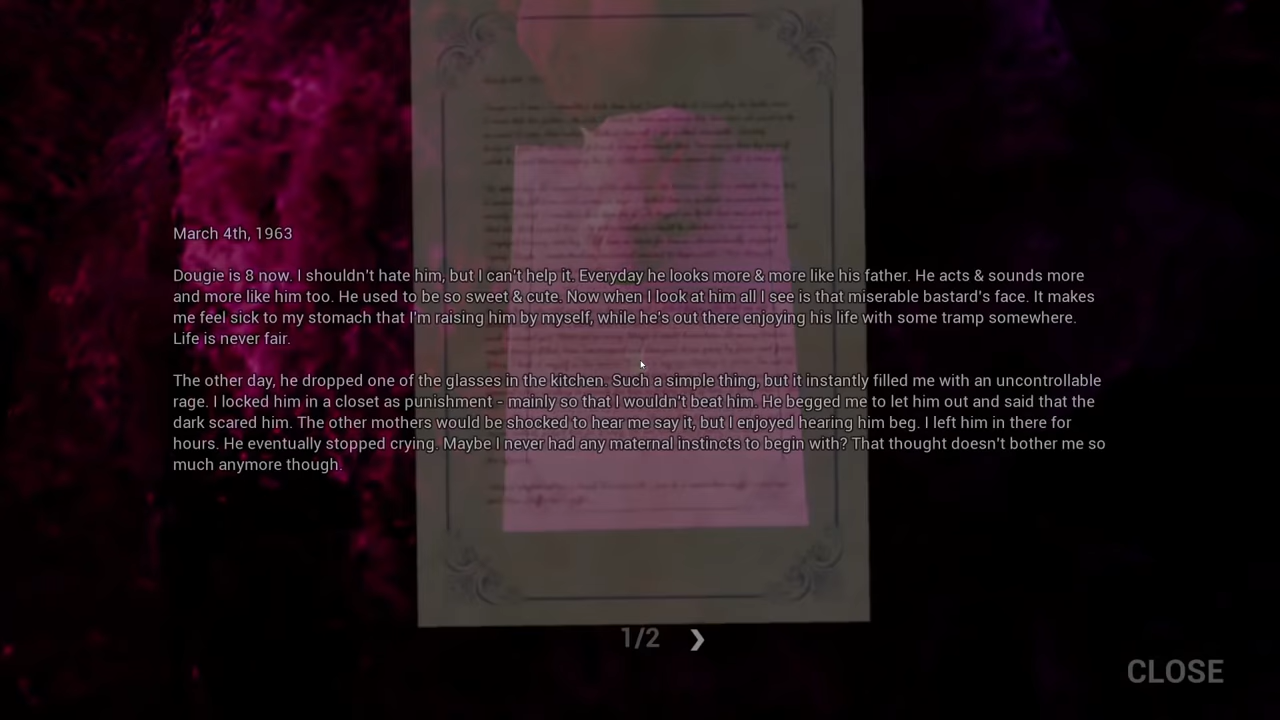 March 4th, 1963
Dougie is 8 now. I shouldn't hate him, but I can't help it. Everyday he looks more & more like his father. He acts & sounds more
and more like him too. He used to be so sweet & cute. Now when I look at him all I see is that miserable bastard's face. It makes
me feel sick to my stomach that I'm raising him by myself, while he's out there enjoying his life with some tramp somewhere.
Life is never fair.
The other day, he dropped one of the glasses in the kitchen. Such a simple thing, but it instantly filled me with an uncontrollable
rage. I locked him in a closet as punishment - mainly so that I wouldn't beat him. He begged me to let him out and said that the
dark scared him. The other mothers would be shocked to hear me say it, but I enjoyed hearing him beg. I left him in there for
hours. He eventually stopped crying. Maybe I never had any maternal instincts to begin with? That thought doesn't bother me so
much anymore though.
1/2 ❯
CLOSE